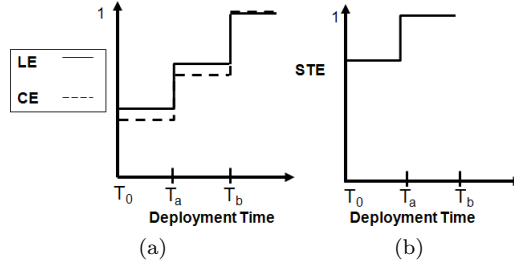 1
LE
CE
T0
Ta
Tb
Deployment Time
(a)
1
STE
T0
Ta
Tb
Deployment Time
(b)